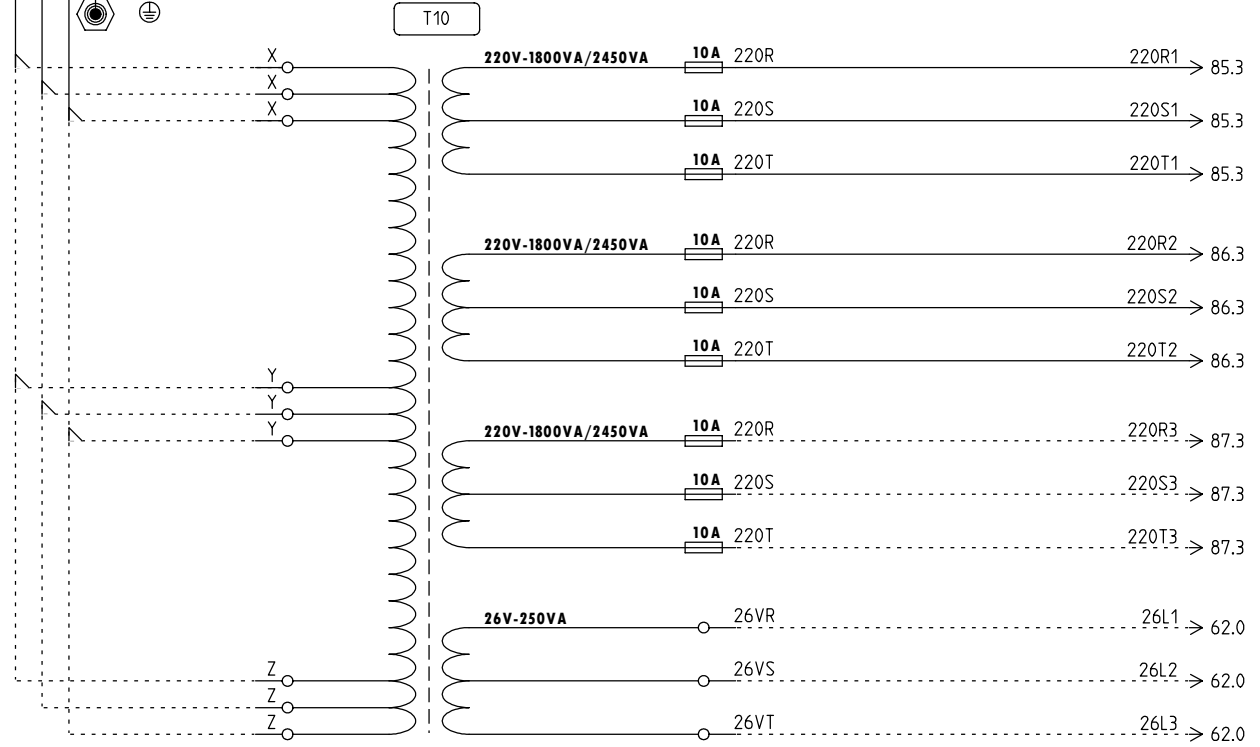 T10
X 220V-1800VA/2450VA 10A 220R 220R1 85.3
X
X 10A 220S 220S1 85.3
10A 220T 220T1 85.3
220V-1800VA/2450VA 10A 220R 220R2 86.3
10A 220S 220S2 86.3
10A 220T 220T2 86.3
Y
Y
Y 220V-1800VA/2450VA 10A 220R 220R3 87.3
10A 220S 220S3 87.3
10A 220T 220T3 87.3
26V-250VA 26VR 26L1 62.0
Z 26VS 26L2 62.0
Z
Z 26VT 26L3 62.0